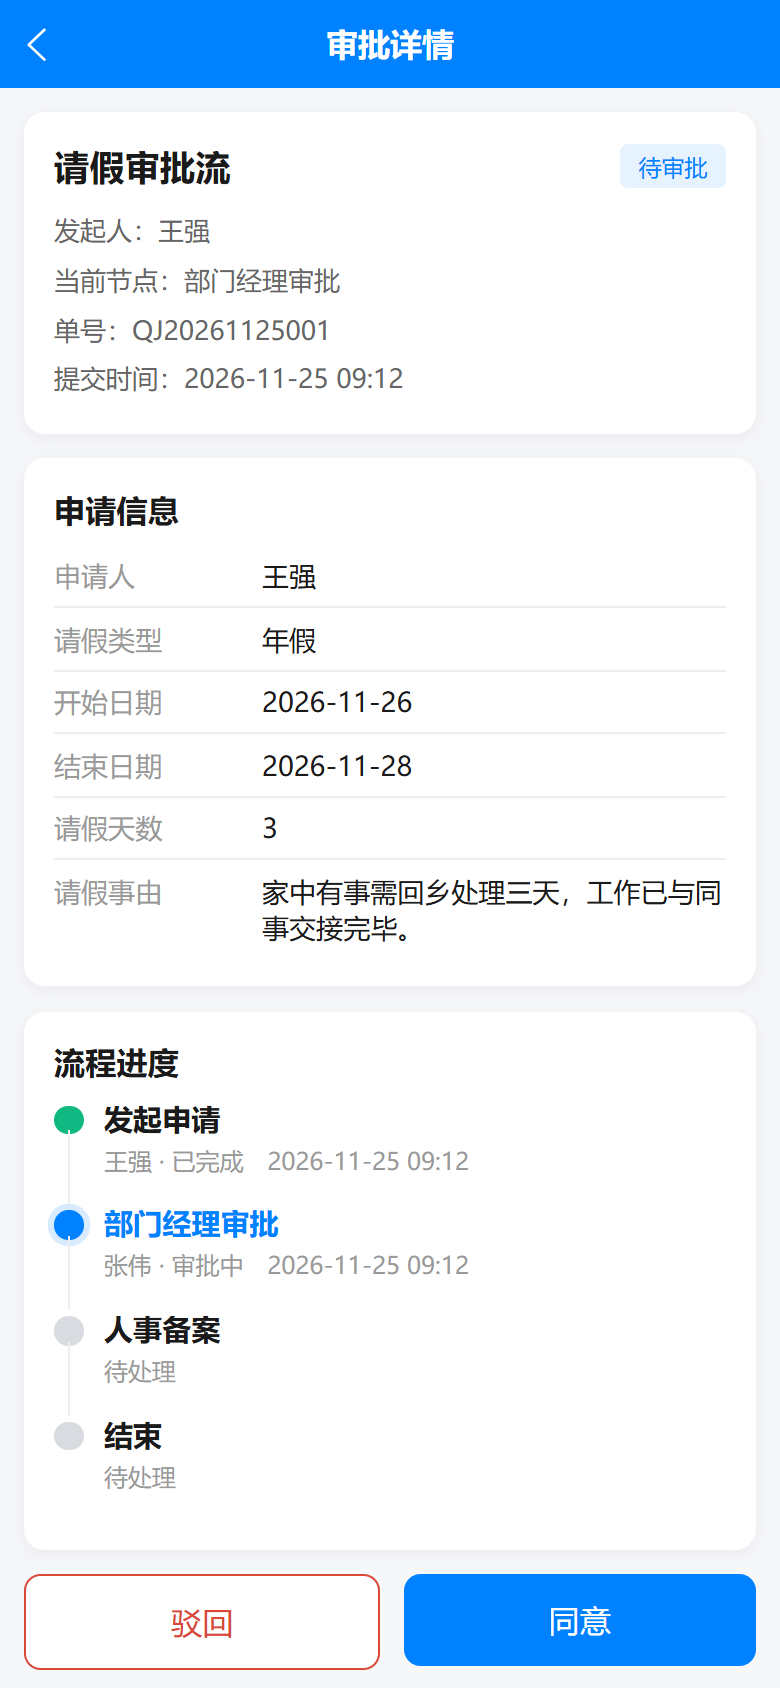 审批详情
请假审批流
待审批
发起人：王强
当前节点：部门经理审批
单号：QJ20261125001
提交时间：2026-11-25 09:12
申请信息
申请人 王强
请假类型 年假
开始日期 2026-11-26
结束日期 2026-11-28
请假天数 3
请假事由 家中有事需回乡处理三天，工作已与同
事交接完毕。
流程进度
发起申请
王强 · 已完成 2026-11-25 09:12
部门经理审批
张伟 · 审批中 2026-11-25 09:12
人事备案
待处理
结束
待处理
驳回 同意